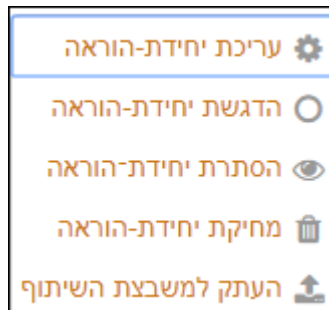 עריכת יחידת-הוראה
הדגשת יחידת-הוראה
הסתרת יחידת־הוראה
מחיקת יחידת-הוראה
העתק למשבצת השיתוף